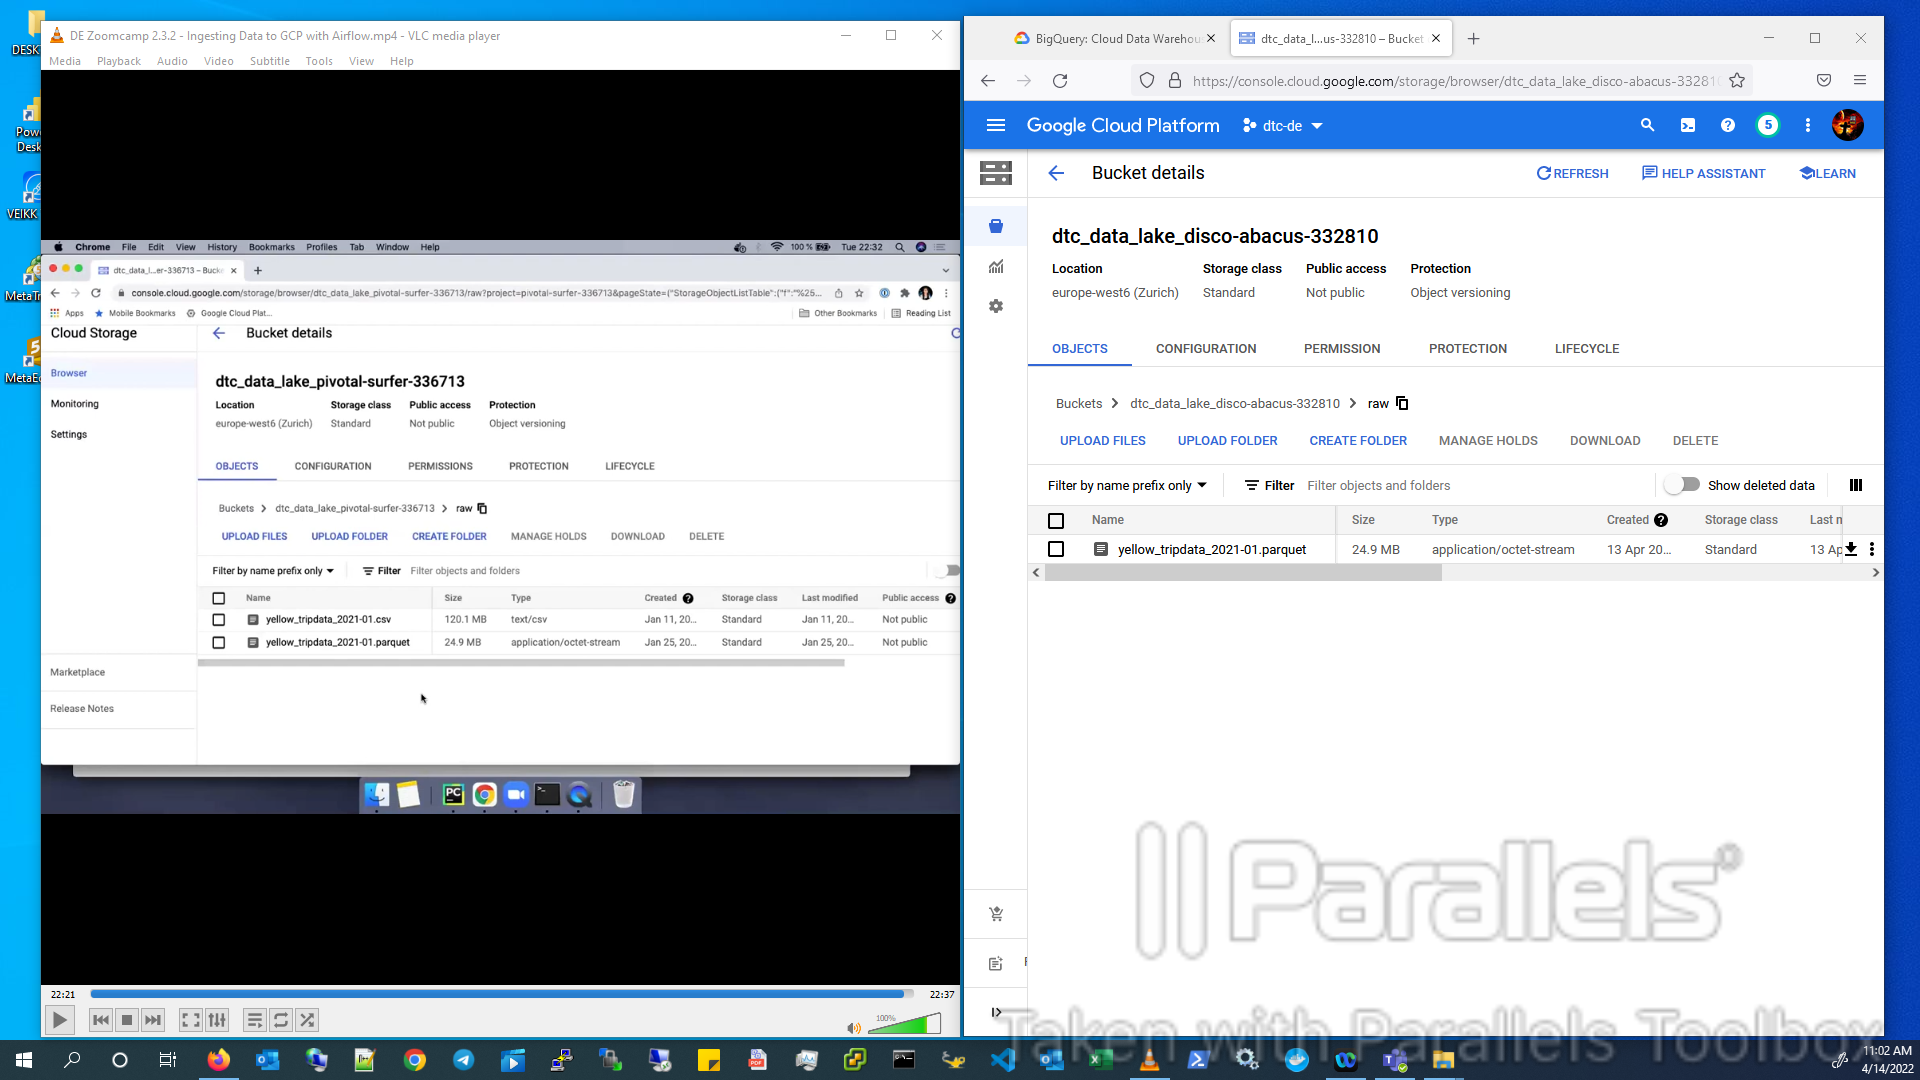 DESK
Powe
Desk
VEIKK
MetaTr
MetaEd
DE Zoomcamp 2.3.2 - Ingesting Data to GCP with Airflow.mp4 - VLC media player
Media Playback Audio Video Subtitle Tools View Help
Chrome File Edit View History Bookmarks Profiles Tab Window Help 100 % Tue 22:32
dtc_data_l...er-336713 – Bucke
console.cloud.google.com/storage/browser/dtc_data_lake_pivotal-surfer-336713/raw?project=pivotal-surfer-336713&pageState=("StorageObjectListTable":("f":"%25...
Apps Mobile Bookmarks Google Cloud Plat... Other Bookmarks Reading List
Cloud Storage Bucket details
Browser
Monitoring
Settings
dtc_data_lake_pivotal-surfer-336713
Location Storage class Public access Protection
europe-west6 (Zurich) Standard Not public Object versioning
OBJECTS CONFIGURATION PERMISSIONS PROTECTION LIFECYCLE
Buckets > dtc_data_lake_pivotal-surfer-336713 > raw
UPLOAD FILES UPLOAD FOLDER CREATE FOLDER MANAGE HOLDS DOWNLOAD DELETE
Filter by name prefix only Filter Filter objects and folders
Name Size Type Created Storage class Last modified Public access
yellow_tripdata_2021-01.csv 120.1 MB text/csv Jan 11, 20... Standard Jan 11, 20... Not public
yellow_tripdata_2021-01.parquet 24.9 MB application/octet-stream Jan 25, 20... Standard Jan 25, 20... Not public
Marketplace
Release Notes
PC
22:21 22:37
100%
BigQuery: Cloud Data Warehou dtc_data_l...us-332810 – Bucket
https://console.cloud.google.com/storage/browser/dtc_data_lake_disco-abacus-33281
Google Cloud Platform dtc-de 5
Bucket details REFRESH HELP ASSISTANT LEARN
dtc_data_lake_disco-abacus-332810
Location Storage class Public access Protection
europe-west6 (Zurich) Standard Not public Object versioning
OBJECTS CONFIGURATION PERMISSION PROTECTION LIFECYCLE
Buckets > dtc_data_lake_disco-abacus-332810 > raw
UPLOAD FILES UPLOAD FOLDER CREATE FOLDER MANAGE HOLDS DOWNLOAD DELETE
Filter by name prefix only Filter Filter objects and folders Show deleted data
Name Size Type Created Storage class Last n
yellow_tripdata_2021-01.parquet 24.9 MB application/octet-stream 13 Apr 20... Standard 13 Ap
Parallels®
Taken with Parallels Toolbox
11:02 AM
4/14/2022